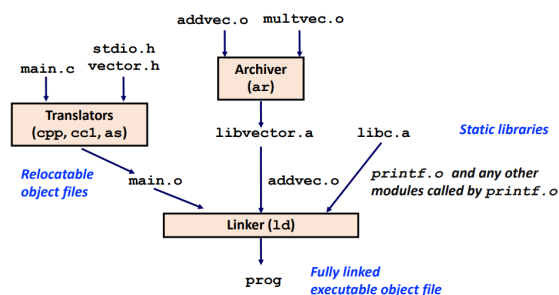 addvec.o multvec.o
stdio.h
main.c vector.h
Archiver
(ar)
Translators
(cpp, cc1, as)
libvector.a libc.a Static libraries
Relocatable
object files
main.o addvec.o
printf.o and any other
modules called by printf.o
Linker (ld)
prog
Fully linked
executable object file